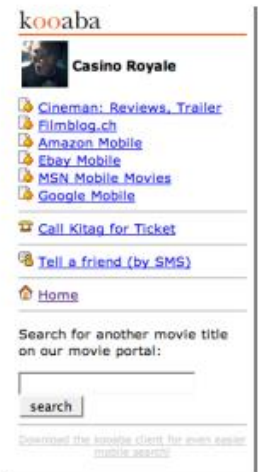 kooaba
Casino Royale
Cineman: Reviews, Trailer
Filmblog.ch
Amazon Mobile
Ebay Mobile
MSN Mobile Movies
Google Mobile
Call Kitag for Ticket
Tell a friend (by SMS)
Home
Search for another movie title
on our movie portal:
search
Download the kooaba client for even easier
mobile search!